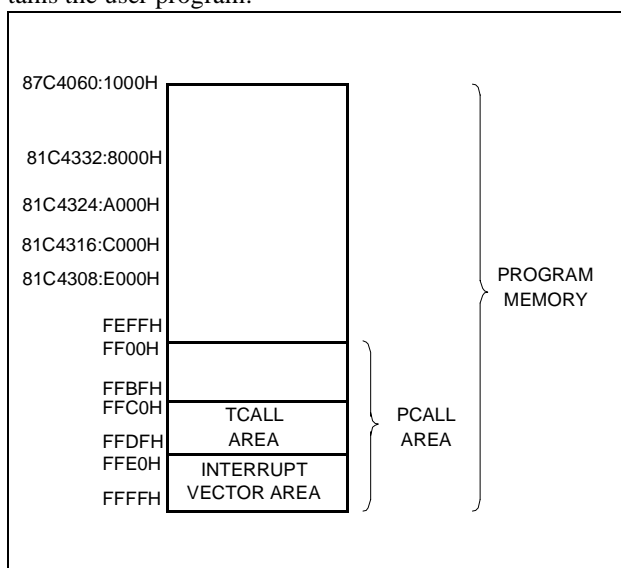 tains the user program.
87C4060:1000H
81C4332:8000H
81C4324:A000H
81C4316:C000H
81C4308:E000H
PROGRAM
MEMORY
FEFFH
FF00H
FFBFH
FFC0H
TCALL
AREA
PCALL
AREA
FFDFH
FFE0H
INTERRUPT
VECTOR AREA
FFFFH